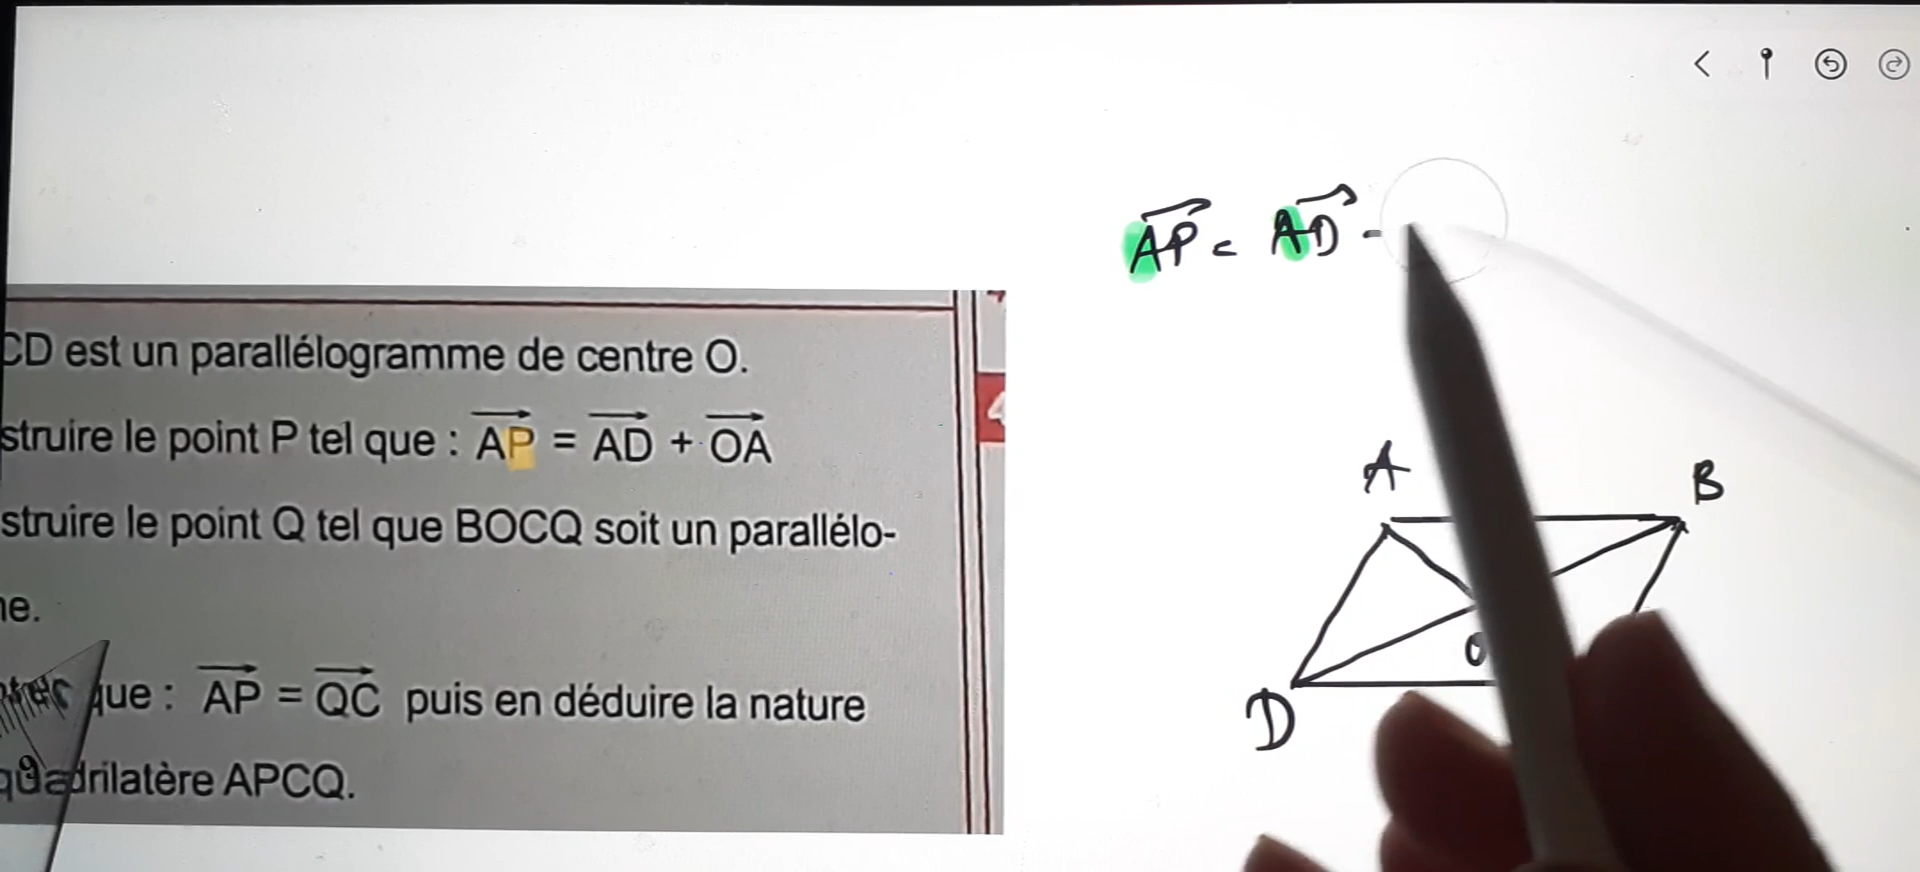 AP = AD -
CD est un parallélogramme de centre O.
struire le point P tel que : AP = AD + OA
struire le point Q tel que BOCQ soit un parallélo-
ne.
que : AP = QC puis en déduire la nature
quadrilatère APCQ.
A
B
O
D